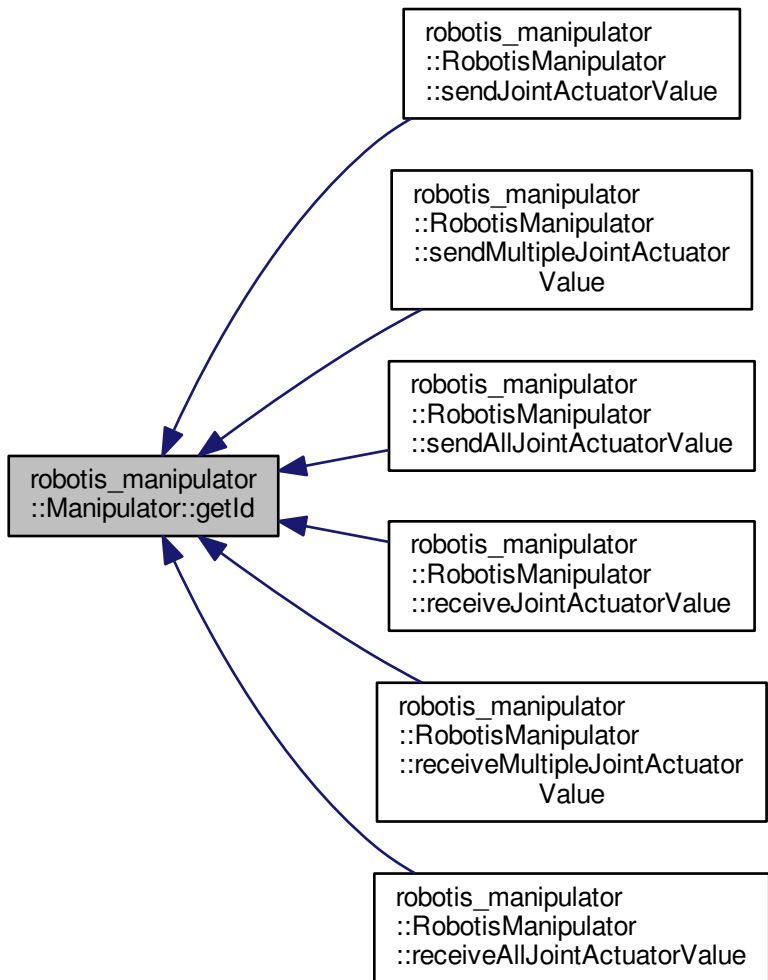 robotis_manipulator
::RobotisManipulator
::sendJointActuatorValue
robotis_manipulator
::RobotisManipulator
::sendMultipleJointActuator
Value
robotis_manipulator
::RobotisManipulator
::sendAllJointActuatorValue
robotis_manipulator
::Manipulator::getId
robotis_manipulator
::RobotisManipulator
::receiveJointActuatorValue
robotis_manipulator
::RobotisManipulator
::receiveMultipleJointActuator
Value
robotis_manipulator
::RobotisManipulator
::receiveAllJointActuatorValue